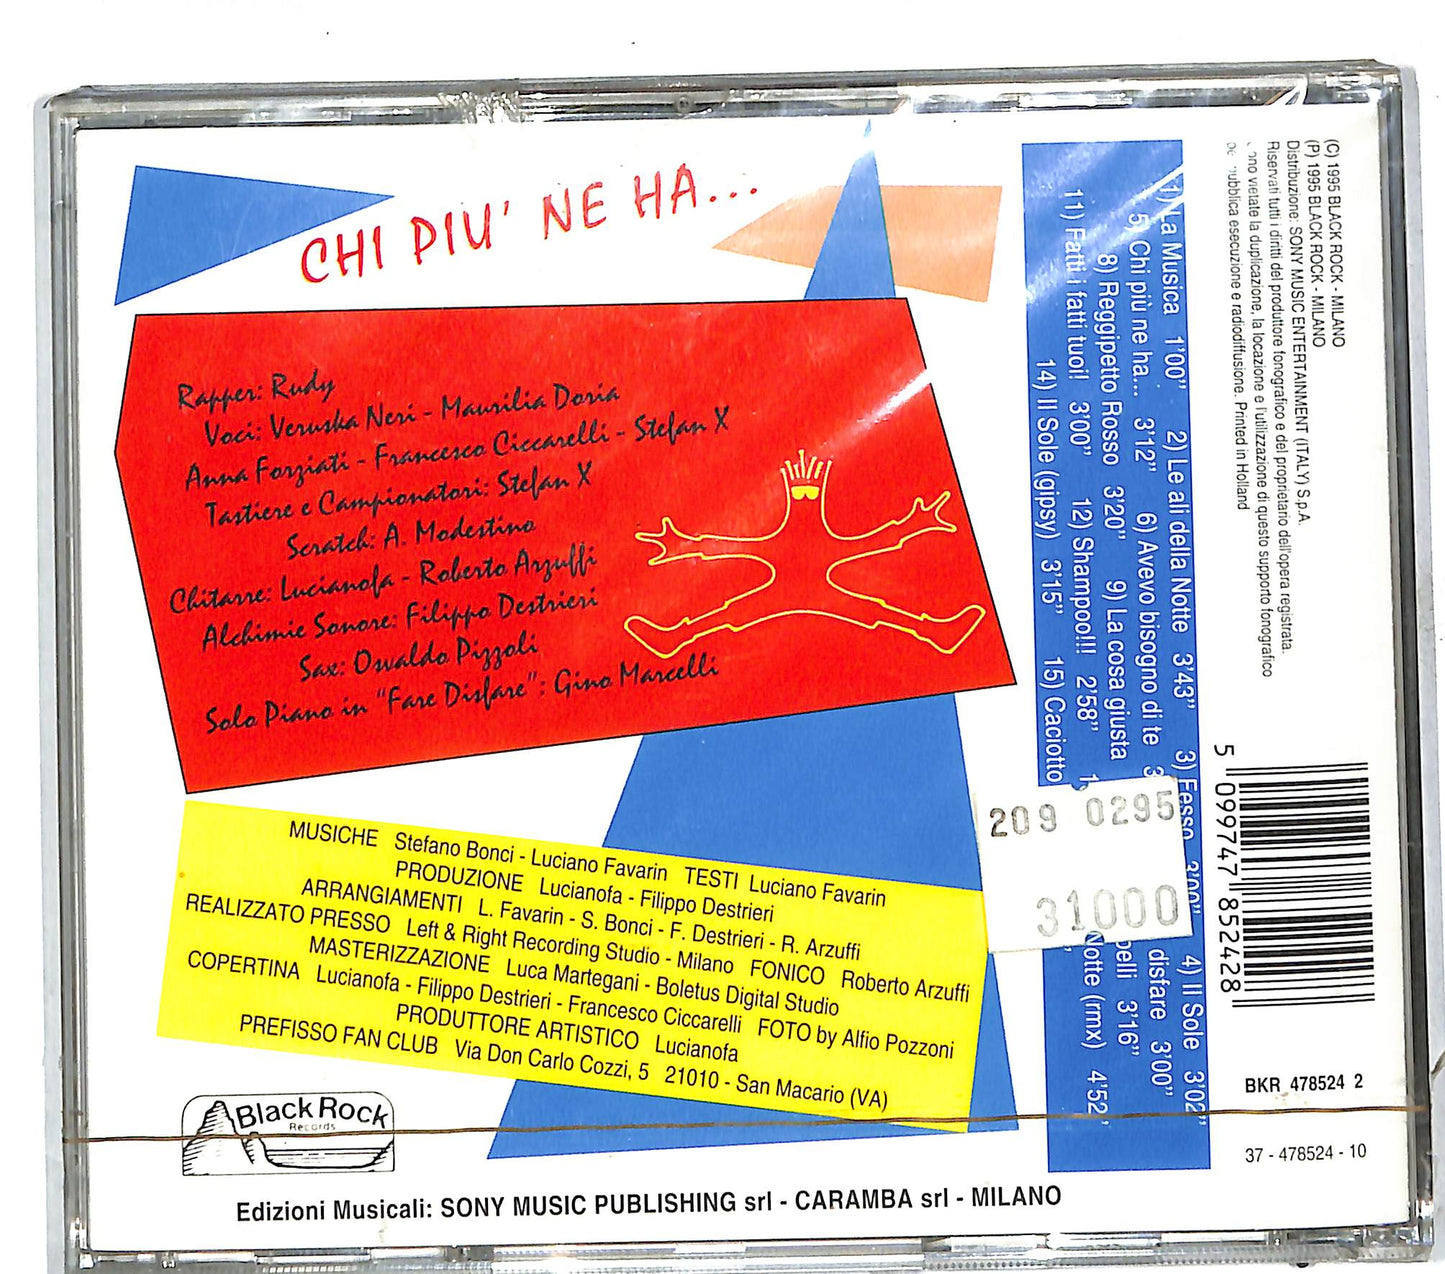 CHI PIU' NE HA...
Rapper: Rudy
Voci: Veruska Neri - Maurilia Doria
Anna Forziati - Francesco Ciccarelli - Stefan X
Tastiere e Campionatori: Stefan X
Scratch: A. Modestino
Chitarre: Lucianofa - Roberto Arzuffi
Alchimie Sonore: Filippo Destrieri
Sax: Osvaldo Pizzoli
Solo Piano in "Fare Disfare": Gino Marcelli
MUSICHE Stefano Bonci - Luciano Favarin TESTI Luciano Favarin
PRODUZIONE Lucianofa - Filippo Destrieri
ARRANGIAMENTI L. Favarin - S. Bonci - F. Destrieri - R. Arzuffi
REALIZZATO PRESSO Left & Right Recording Studio - Milano FONICO Roberto Arzuffi
MASTERIZZAZIONE Luca Martegani - Boletus Digital Studio
COPERTINA Lucianofa - Filippo Destrieri - Francesco Ciccarelli FOTO by Alfio Pozzoni
PRODUTTORE ARTISTICO Lucianofa
PREFISSO FAN CLUB Via Don Carlo Cozzi, 5 21010 - San Macario (VA)
Black Rock
Records
Edizioni Musicali: SONY MUSIC PUBLISHING srl - CARAMBA srl - MILANO
1) La Musica 1'00" 2) Le ali della Notte 3'43" 3) Fesso 3'00" 4) Il Sole 3'02"
5) Chi più ne ha... 3'12" 6) Avevo bisogno di te disfare 3'00"
8) Reggipetto Rosso 3'20" 9) La cosa giusta 3'16"
11) Fatti i fatti tuoi! 3'00" 12) Shampoo!!! 2'58" Notte (rmx) 4'52"
14) Il Sole (gipsy) 3'15" 15) Caciotto
209 0295
31000
(C) 1995 BLACK ROCK - MILANO
(P) 1995 BLACK ROCK - MILANO
Distribuzione: SONY MUSIC ENTERTAINMENT (ITALY) S.p.A.
Riservati tutti i diritti del produttore fonografico e del proprietario dell'opera registrata.
vietate la duplicazione, la locazione e l'utilizzazione di questo supporto fonografico
pubblica esecuzione e radiodiffusione. Printed in Holland
5 099747 852428
BKR 478524 2
37 - 478524 - 10